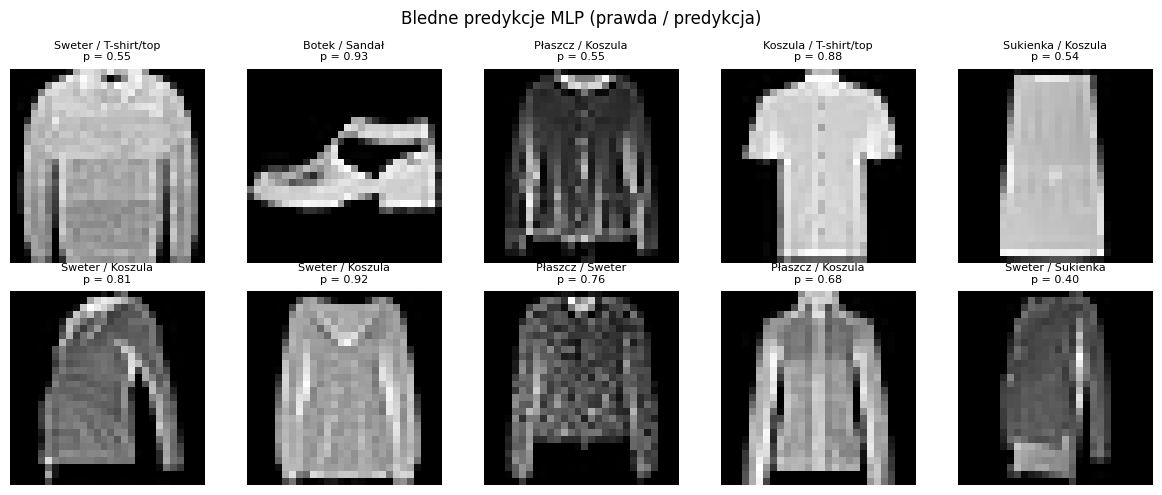 Bledne predykcje MLP (prawda / predykcja)
Sweter / T-shirt/top
p = 0.55
Botek / Sandał
p = 0.93
Płaszcz / Koszula
p = 0.55
Koszula / T-shirt/top
p = 0.88
Sukienka / Koszula
p = 0.54
Sweter / Koszula
p = 0.81
Sweter / Koszula
p = 0.92
Płaszcz / Sweter
p = 0.76
Płaszcz / Koszula
p = 0.68
Sweter / Sukienka
p = 0.40